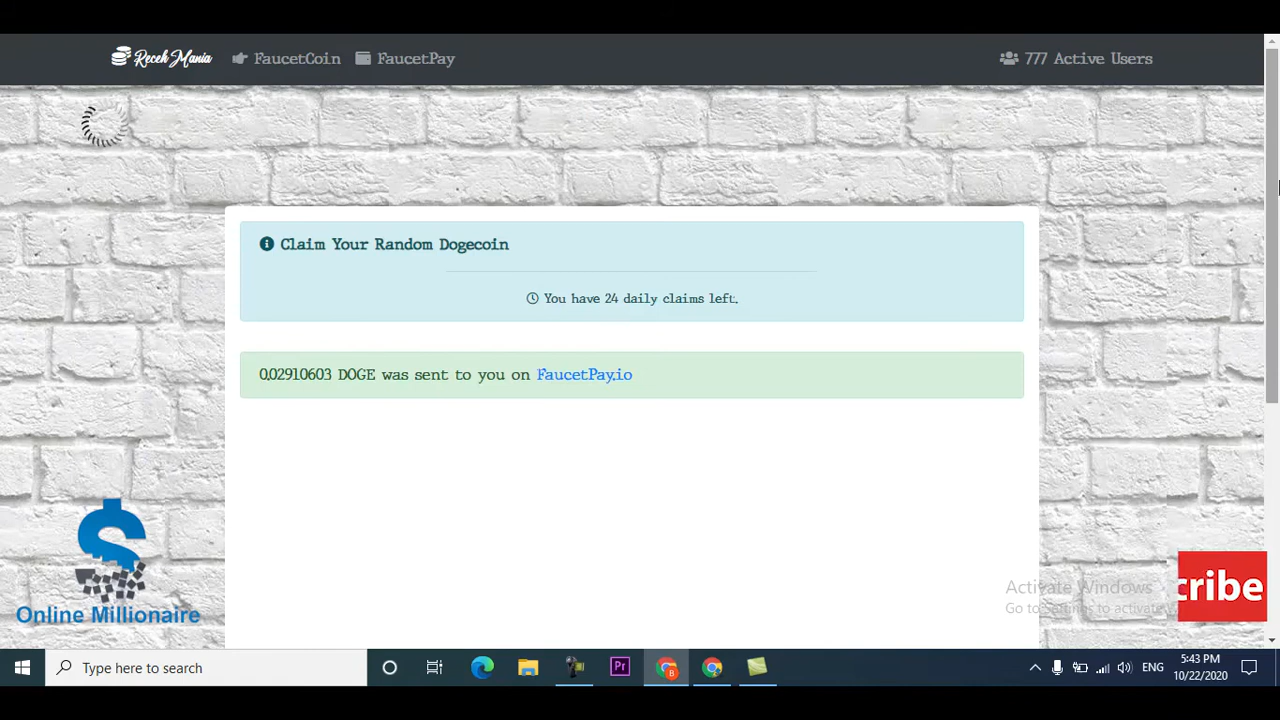 Receh Mania FaucetCoin FaucetPay 777 Active Users
Claim Your Random Dogecoin
You have 24 daily claims left.
0.02910603 DOGE was sent to you on FaucetPay.io
Online Millionaire
Activate Windows
cribe
Type here to search
Pr
B
ENG
5:43 PM
10/22/2020